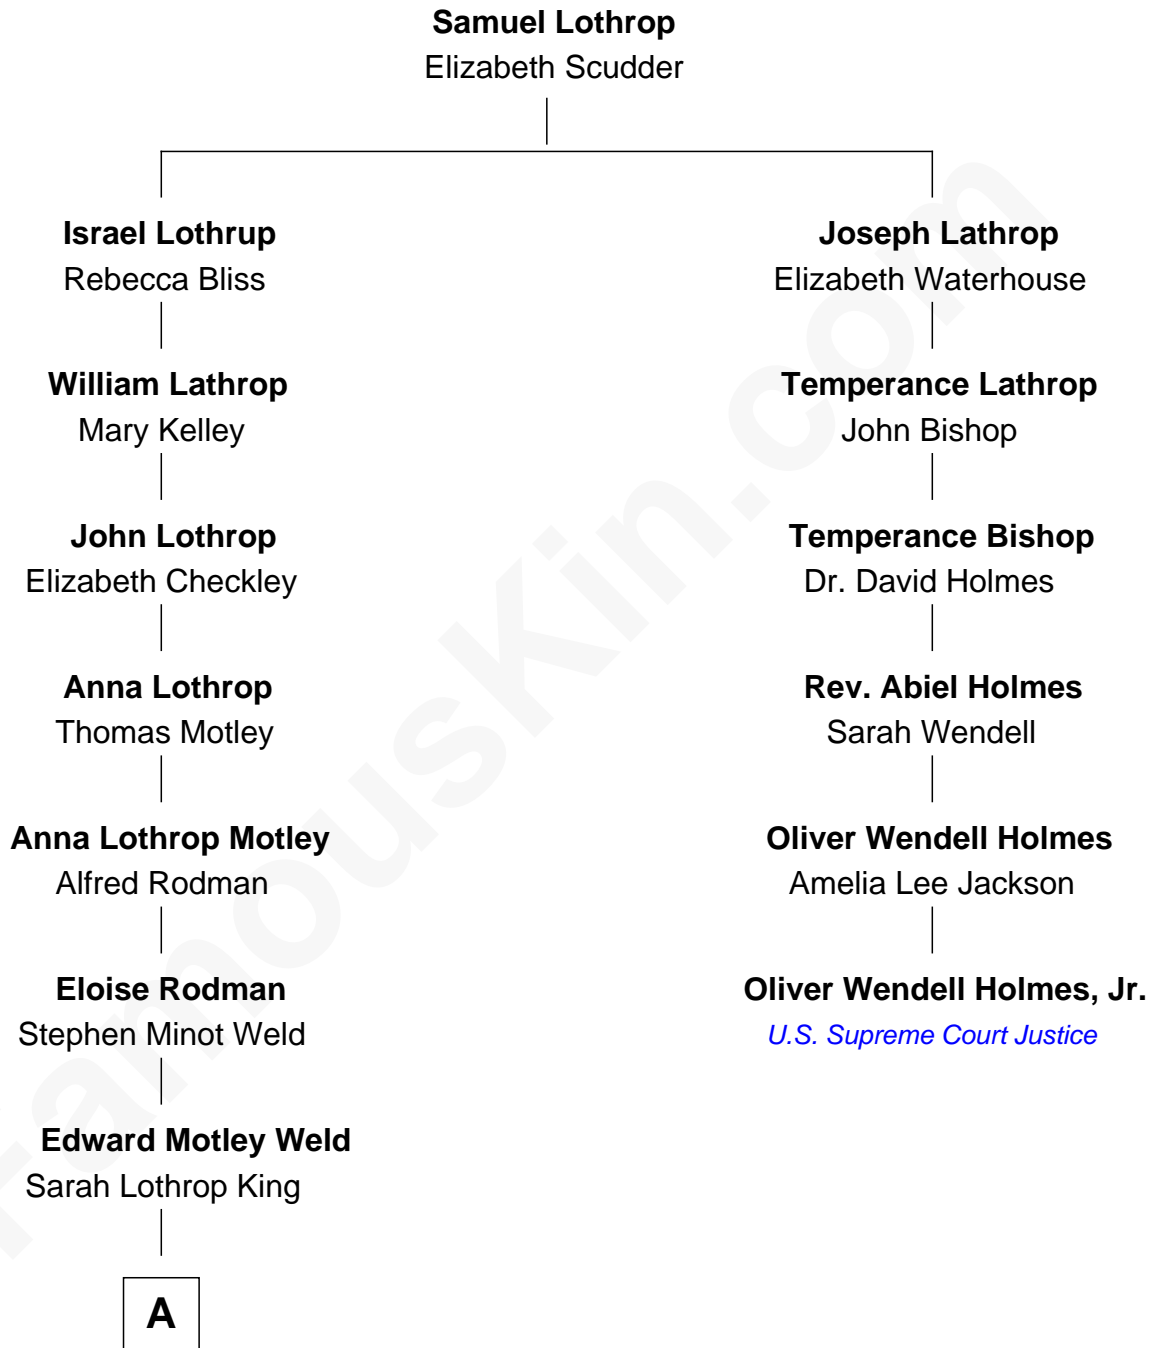 Samuel Lothrop
Elizabeth Scudder
Israel Lothrup
Rebecca Bliss
Joseph Lathrop
Elizabeth Waterhouse
William Lathrop
Mary Kelley
Temperance Lathrop
John Bishop
John Lothrop
Elizabeth Checkley
Temperance Bishop
Dr. David Holmes
Anna Lothrop
Thomas Motley
Rev. Abiel Holmes
Sarah Wendell
Anna Lothrop Motley
Alfred Rodman
Oliver Wendell Holmes
Amelia Lee Jackson
Eloise Rodman
Stephen Minot Weld
Oliver Wendell Holmes, Jr.
U.S. Supreme Court Justice
Edward Motley Weld
Sarah Lothrop King
A
FamousKin.com